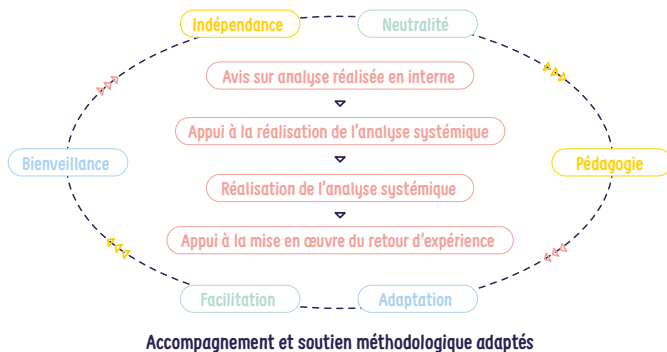 Indépendance
Neutralité
Avis sur analyse réalisée en interne
Appui à la réalisation de l'analyse systémique
Bienveillance
Pédagogie
Réalisation de l'analyse systémique
Appui à la mise en œuvre du retour d'expérience
Facilitation
Adaptation
Accompagnement et soutien méthodologique adaptés